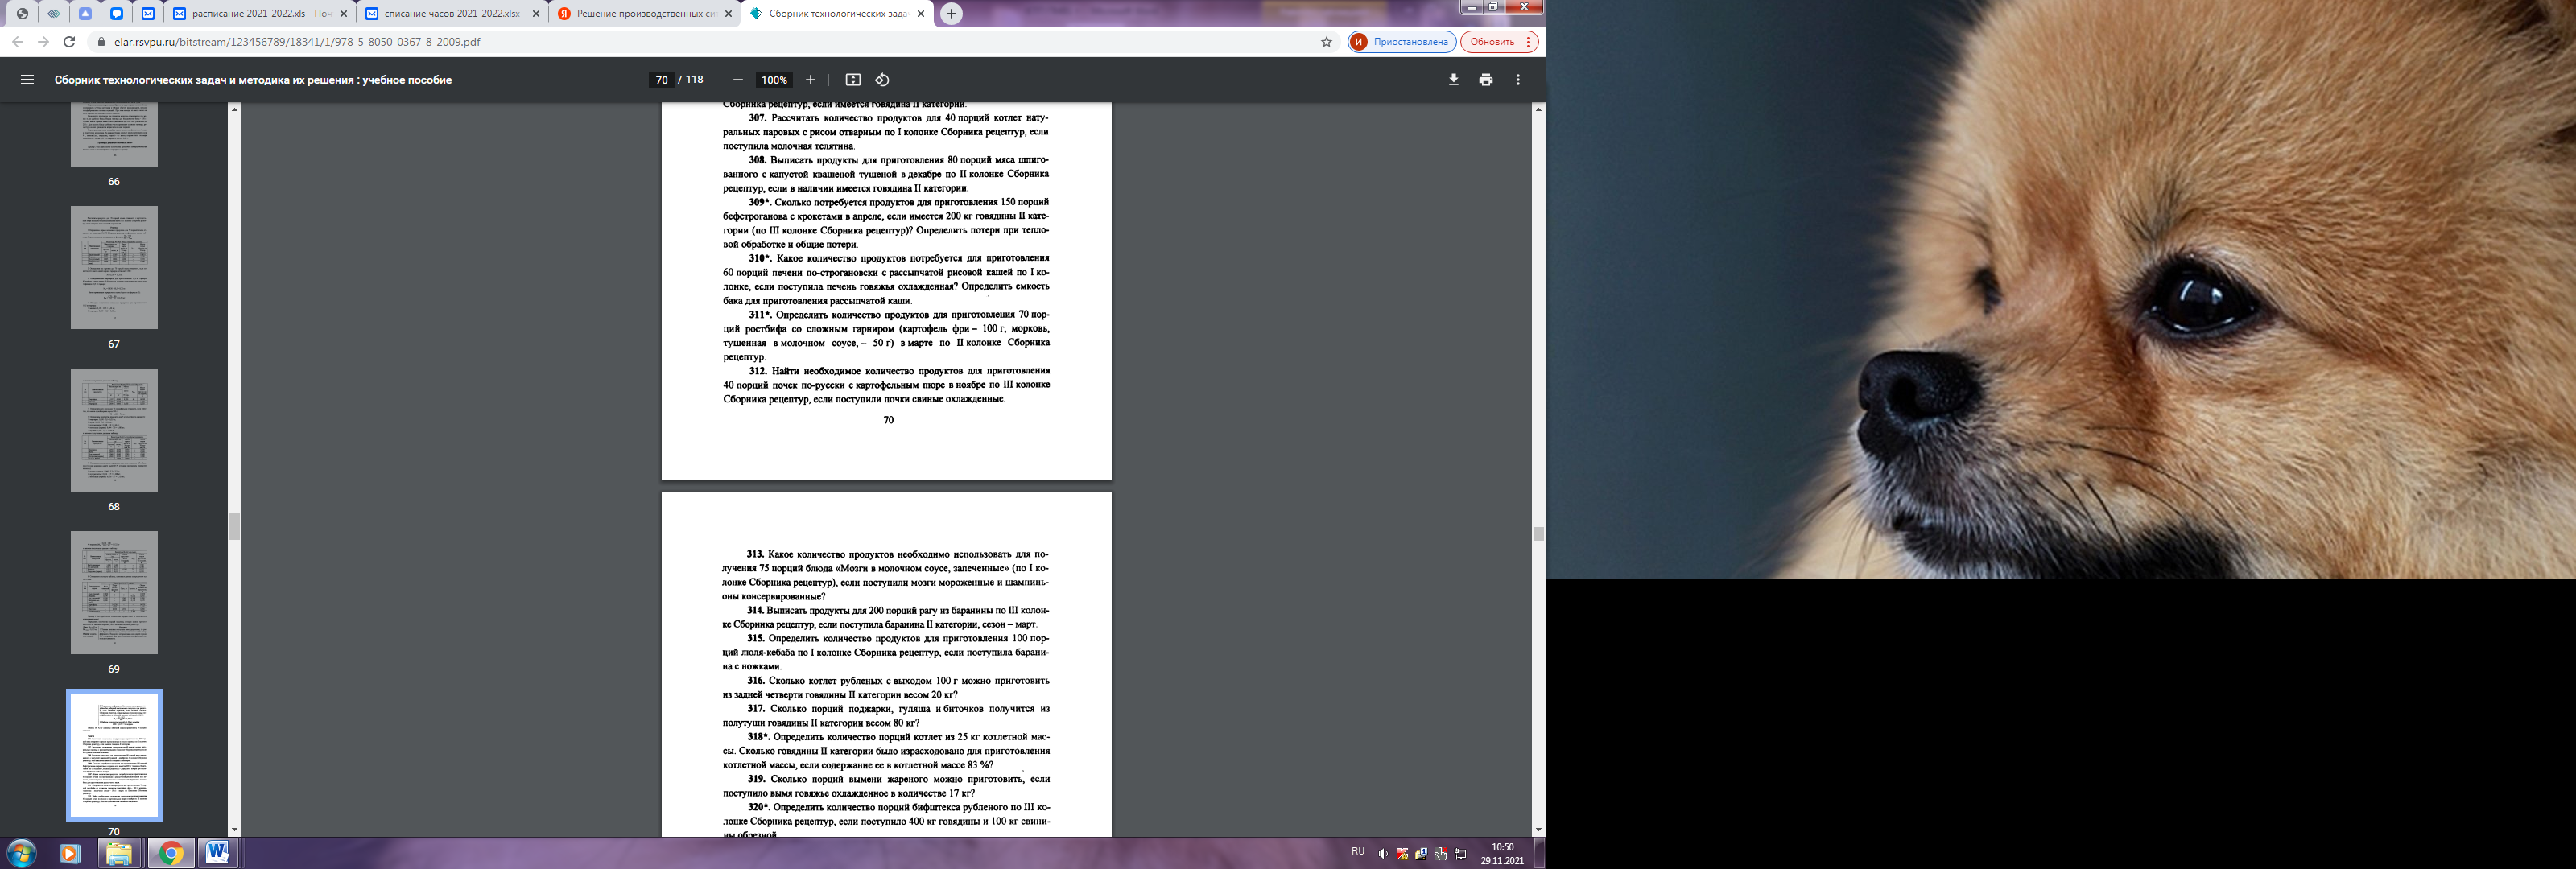 расписание 2021-2022.xls - Поч
списание часов 2021-2022.xlsx -
Решение производственных си
Сборник технологических зада
elar.rsvpu.ru/bitstream/123456789/18341/1/978-5-8050-0367-8_2009.pdf
И Приостановлена
Обновить
Сборник технологических задач и методика их решения : учебное пособие
70 / 118
100%
66
67
68
69
70
Сборника рецептур, если имеется говядина II категории.
307. Рассчитать количество продуктов для 40 порций котлет нату-
ральных паровых с рисом отварным по I колонке Сборника рецептур, если
поступила молочная телятина.
308. Выписать продукты для приготовления 80 порций мяса шпиго-
ванного с капустой квашеной тушеной в декабре по II колонке Сборника
рецептур, если в наличии имеется говядина II категории.
309*. Сколько потребуется продуктов для приготовления 150 порций
бефстроганова с крокетами в апреле, если имеется 200 кг говядины II кате-
гории (по III колонке Сборника рецептур)? Определить потери при тепло-
вой обработке и общие потери.
310*. Какое количество продуктов потребуется для приготовления
60 порций печени по-строгановски с рассыпчатой рисовой кашей по I ко-
лонке, если поступила печень говяжья охлажденная? Определить емкость
бака для приготовления рассыпчатой каши.
311*. Определить количество продуктов для приготовления 70 пор-
ций ростбифа со сложным гарниром (картофель фри – 100 г, морковь,
тушенная в молочном соусе, – 50 г) в марте по II колонке Сборника
рецептур.
312. Найти необходимое количество продуктов для приготовления
40 порций почек по-русски с картофельным пюре в ноябре по III колонке
Сборника рецептур, если поступили почки свиные охлажденные.
70
313. Какое количество продуктов необходимо использовать для по-
лучения 75 порций блюда «Мозги в молочном соусе, запеченные» (по I ко-
лонке Сборника рецептур), если поступили мозги мороженные и шампинь-
оны консервированные?
314. Выписать продукты для 200 порций рагу из баранины по III колон-
ке Сборника рецептур, если поступила баранина II категории, сезон – март.
315. Определить количество продуктов для приготовления 100 пор-
ций люля-кебаба по I колонке Сборника рецептур, если поступила барани-
на с ножками.
316. Сколько котлет рубленых с выходом 100 г можно приготовить
из задней четверти говядины II категории весом 20 кг?
317. Сколько порций поджарки, гуляша и биточков получится из
полутуши говядины II категории весом 80 кг?
318*. Определить количество порций котлет из 25 кг котлетной мас-
сы. Сколько говядины II категории было израсходовано для приготовления
котлетной массы, если содержание ее в котлетной массе 83 %?
319. Сколько порций вымени жареного можно приготовить, если
поступило вымя говяжье охлажденное в количестве 17 кг?
320*. Определить количество порций бифштекса рубленого по III ко-
лонке Сборника рецептур, если поступило 400 кг говядины и 100 кг свини-
ны обрезной.
RU
10:50
29.11.2021